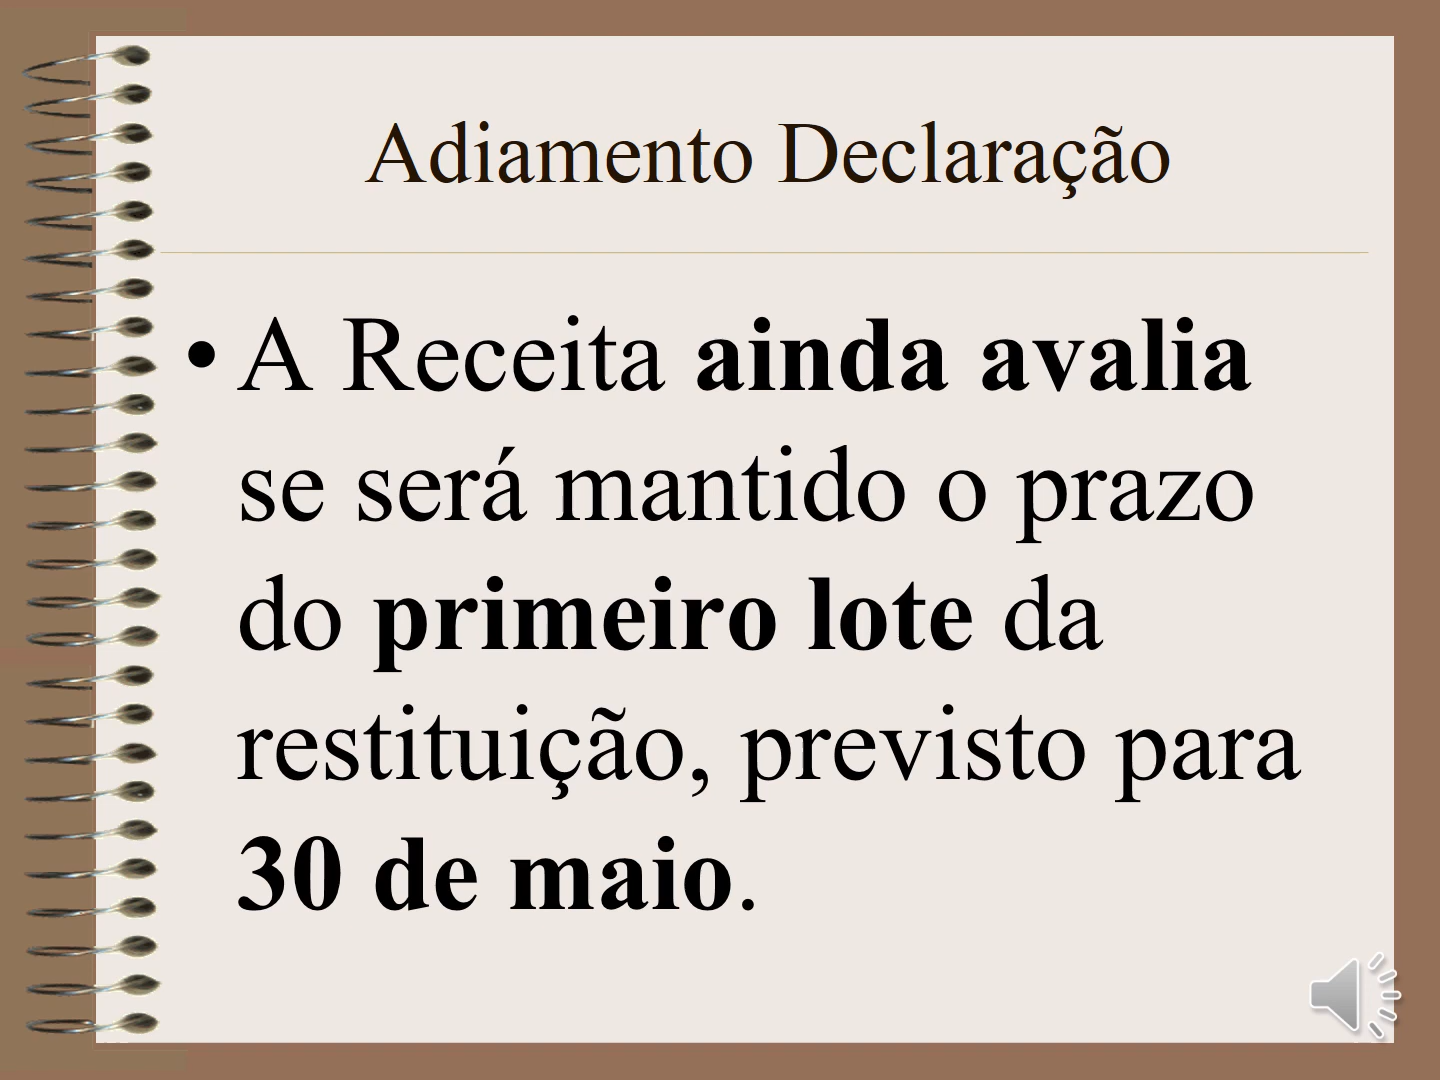 Adiamento Declaração
• A Receita ainda avalia
se será mantido o prazo
do primeiro lote da
restituição, previsto para
30 de maio.